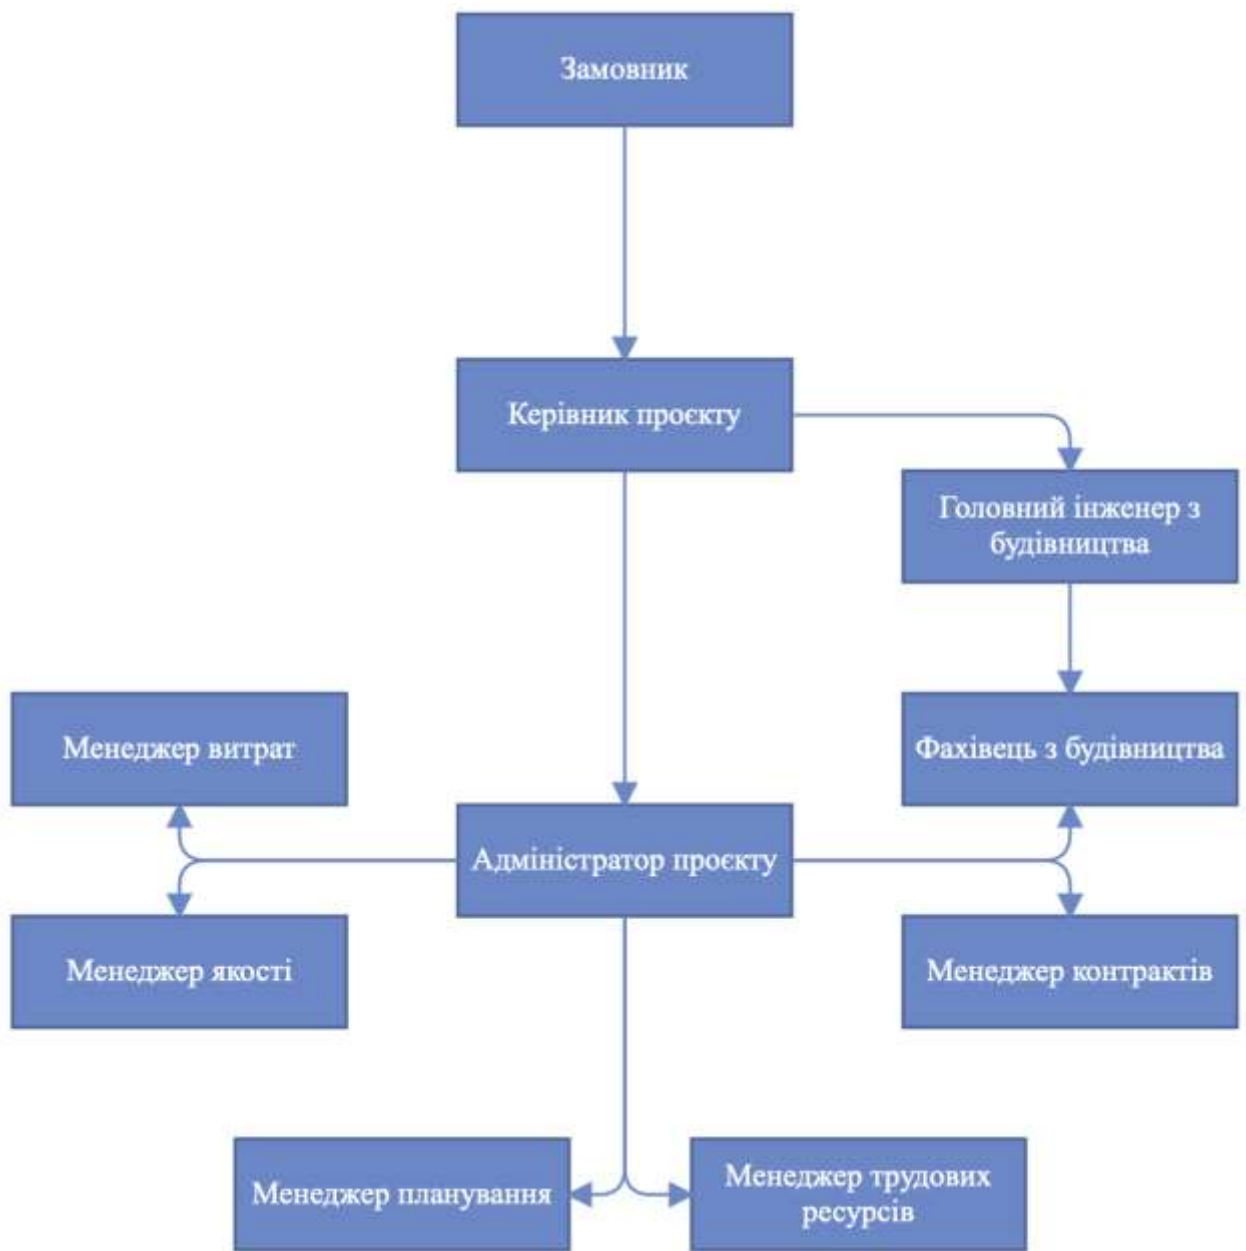 Замовник
Керівник проєкту
Головний інженер з
будівництва
Менеджер витрат
Фахівець з будівництва
Адміністратор проєкту
Менеджер якості
Менеджер контрактів
Менеджер планування
Менеджер трудових
ресурсів